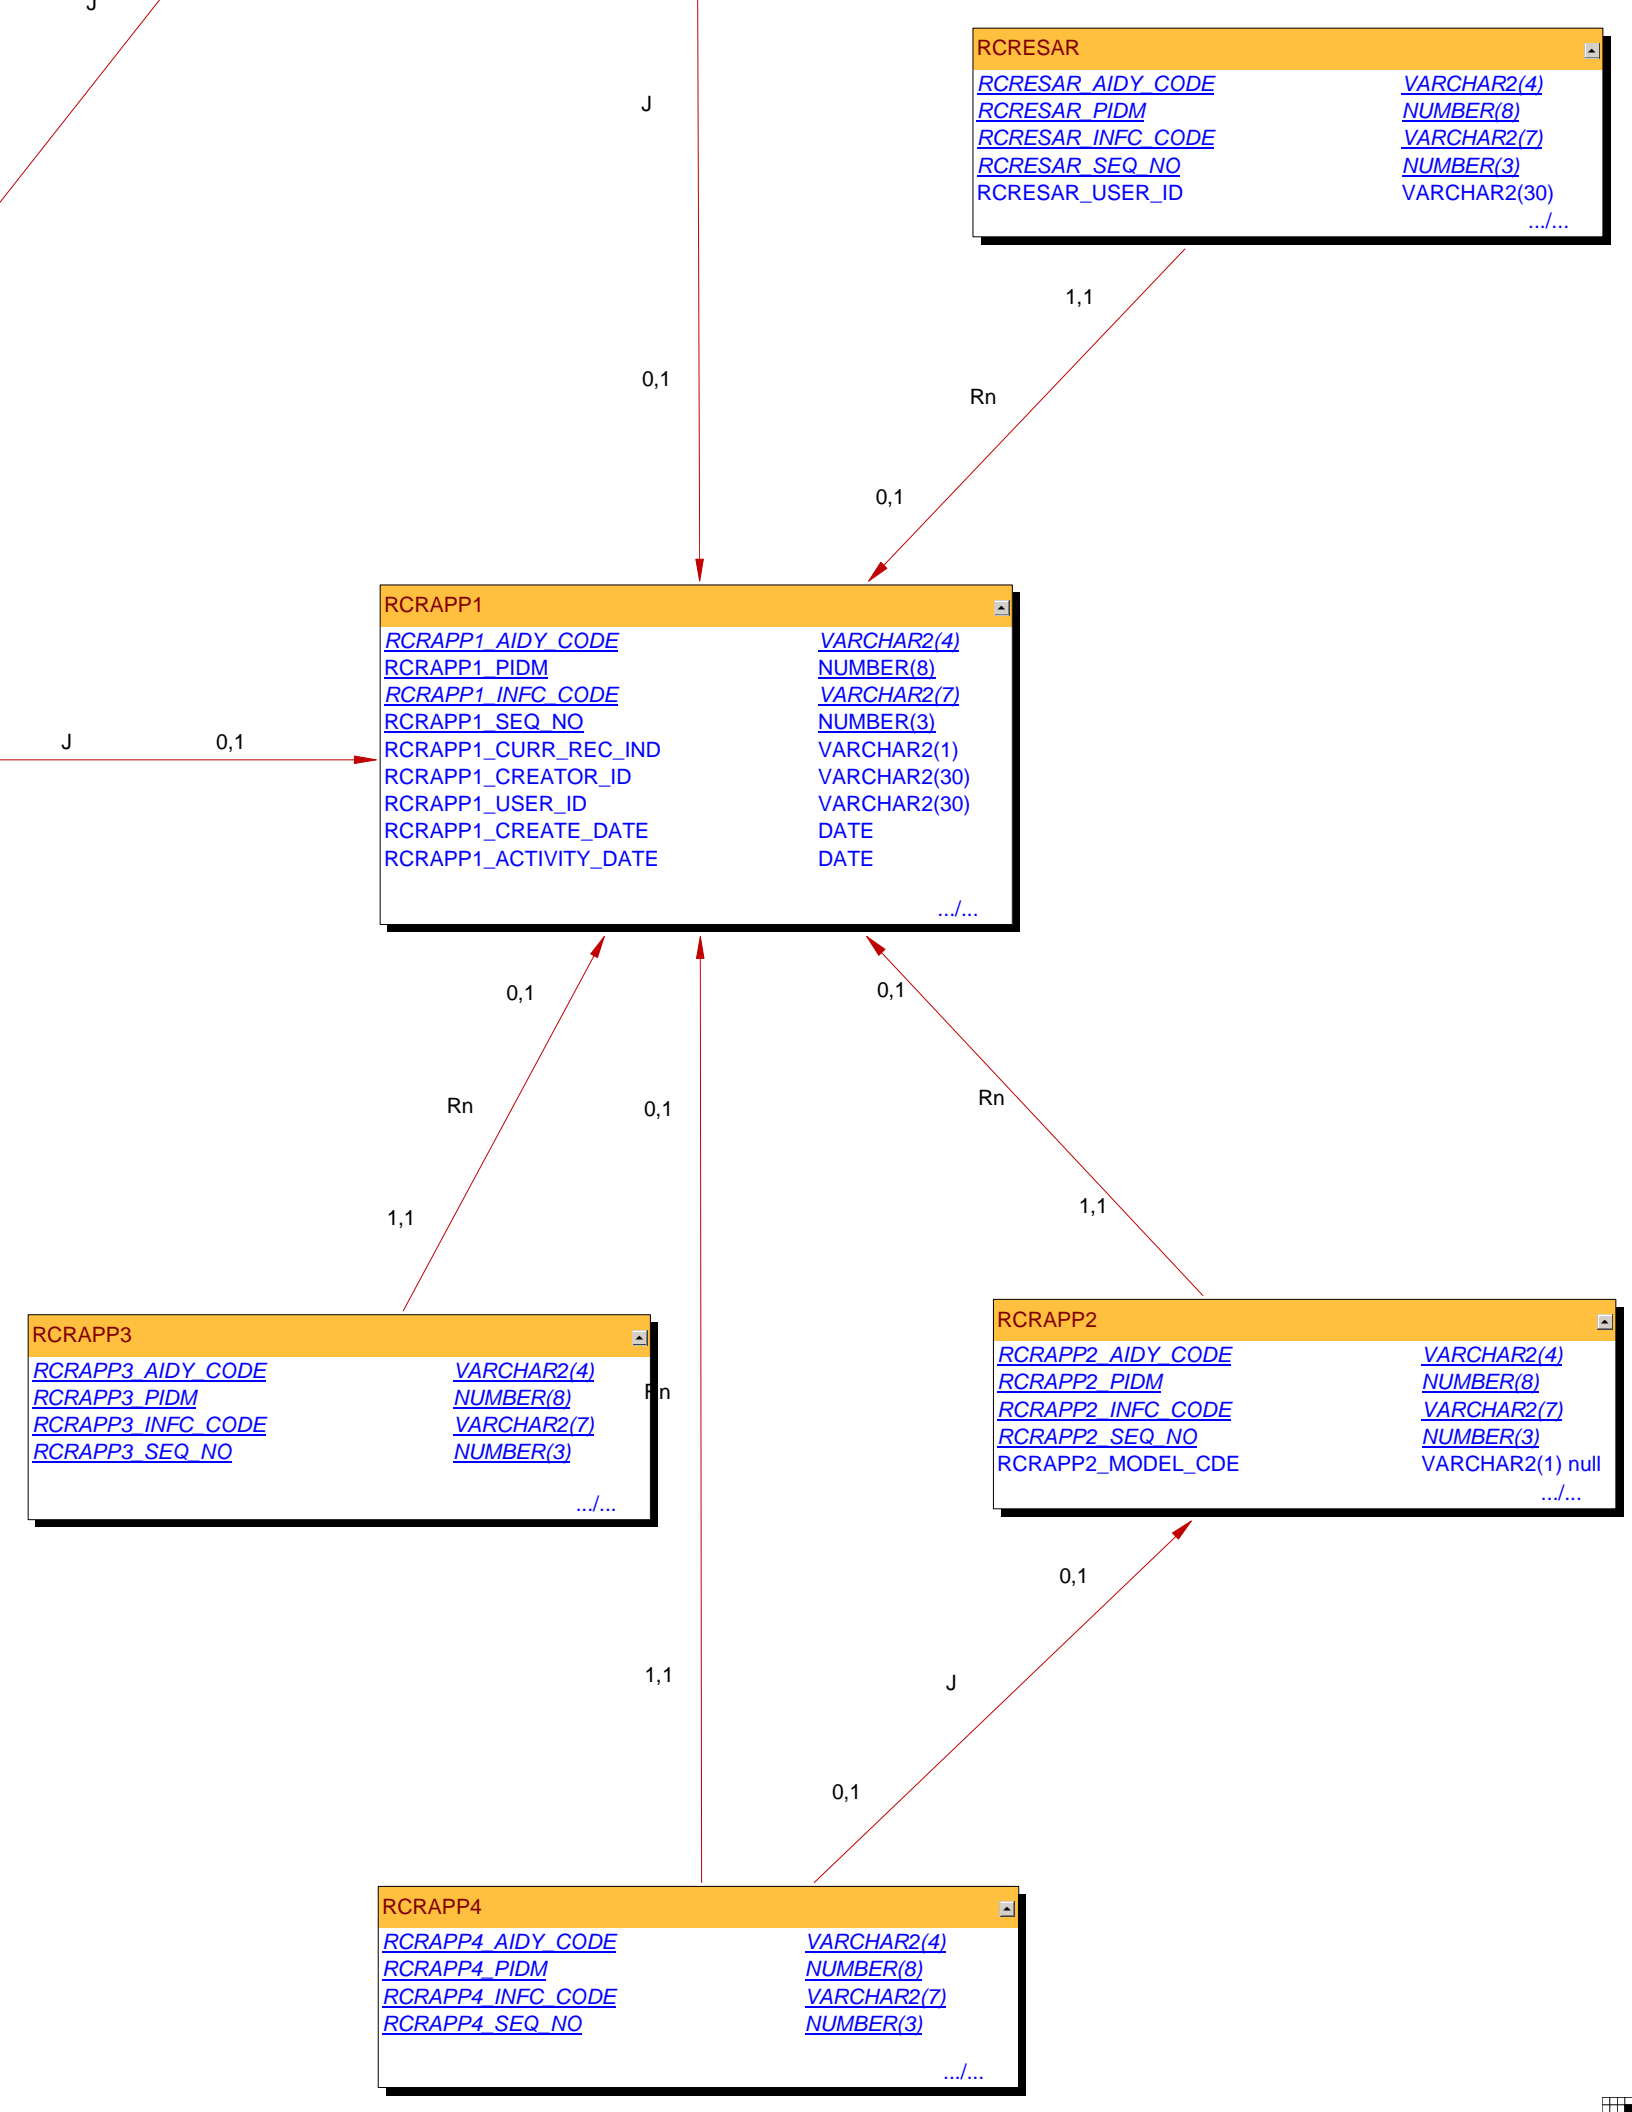 J
RCRESAR
RCRESAR_AIDY_CODE VARCHAR2(4)
RCRESAR_PIDM NUMBER(8)
RCRESAR_INFC_CODE VARCHAR2(7)
RCRESAR_SEQ_NO NUMBER(3)
RCRESAR_USER_ID VARCHAR2(30)
.../...
J
1,1
0,1
Rn
0,1
RCRAPP1
RCRAPP1_AIDY_CODE VARCHAR2(4)
RCRAPP1_PIDM NUMBER(8)
RCRAPP1_INFC_CODE VARCHAR2(7)
RCRAPP1_SEQ_NO NUMBER(3)
RCRAPP1_CURR_REC_IND VARCHAR2(1)
RCRAPP1_CREATOR_ID VARCHAR2(30)
RCRAPP1_USER_ID VARCHAR2(30)
RCRAPP1_CREATE_DATE DATE
RCRAPP1_ACTIVITY_DATE DATE
.../...
J 0,1
0,1
0,1
Rn
0,1
Rn
1,1
1,1
RCRAPP3
RCRAPP3_AIDY_CODE VARCHAR2(4)
RCRAPP3_PIDM NUMBER(8)
RCRAPP3_INFC_CODE VARCHAR2(7)
RCRAPP3_SEQ_NO NUMBER(3)
.../...
Rn
RCRAPP2
RCRAPP2_AIDY_CODE VARCHAR2(4)
RCRAPP2_PIDM NUMBER(8)
RCRAPP2_INFC_CODE VARCHAR2(7)
RCRAPP2_SEQ_NO NUMBER(3)
RCRAPP2_MODEL_CDE VARCHAR2(1) null
.../...
0,1
1,1
J
0,1
RCRAPP4
RCRAPP4_AIDY_CODE VARCHAR2(4)
RCRAPP4_PIDM NUMBER(8)
RCRAPP4_INFC_CODE VARCHAR2(7)
RCRAPP4_SEQ_NO NUMBER(3)
.../...